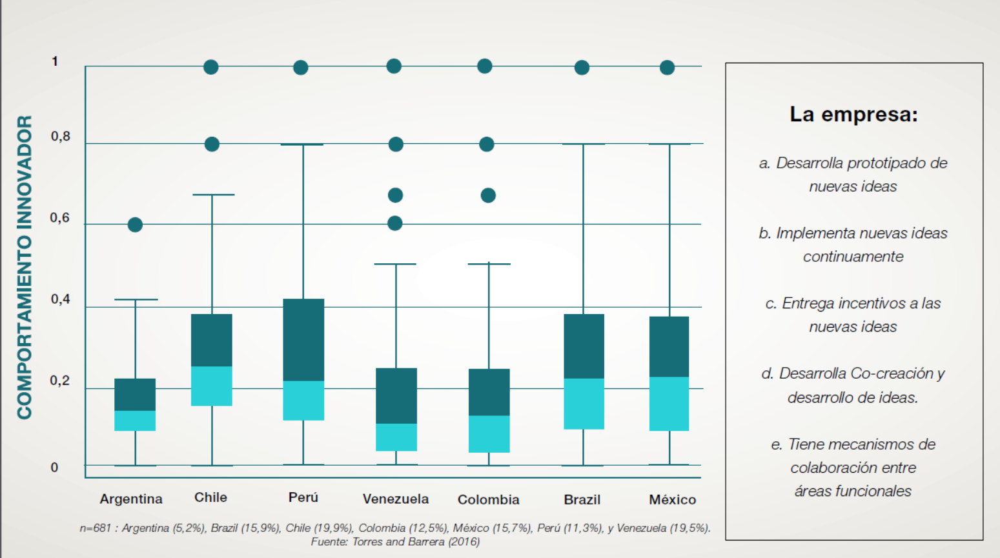 COMPORTAMIENTO INNOVADOR
1
0,8
0,6
0,4
0,2
0
Argentina
Chile
Perú
Venezuela
Colombia
Brazil
México
n=681 : Argentina (5,2%), Brazil (15,9%), Chile (19,9%), Colombia (12,5%), México (15,7%), Perú (11,3%), y Venezuela (19,5%).
Fuente: Torres and Barrera (2016)
La empresa:
a. Desarrolla prototipado de
nuevas ideas
b. Implementa nuevas ideas
continuamente
c. Entrega incentivos a las
nuevas ideas
d. Desarrolla Co-creación y
desarrollo de ideas.
e. Tiene mecanismos de
colaboración entre
áreas funcionales